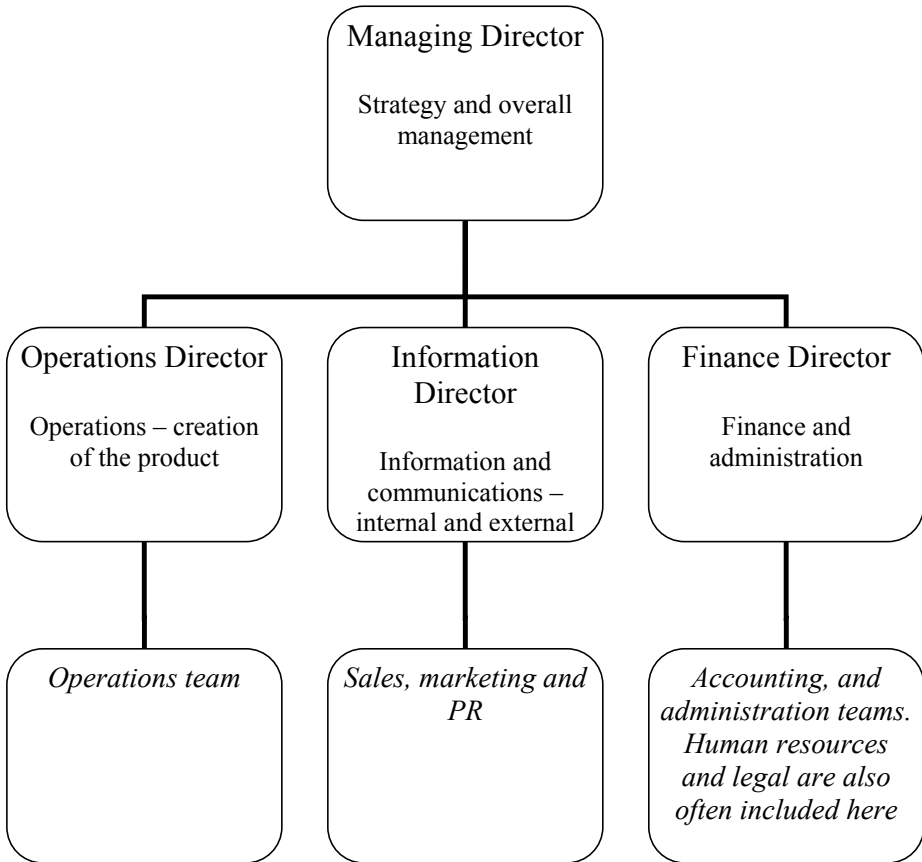 Managing Director
Strategy and overall
management
Operations Director
Operations – creation
of the product
Information
Director
Information and
communications –
internal and external
Finance Director
Finance and
administration
Operations team
Sales, marketing and
PR
Accounting, and
administration teams.
Human resources
and legal are also
often included here